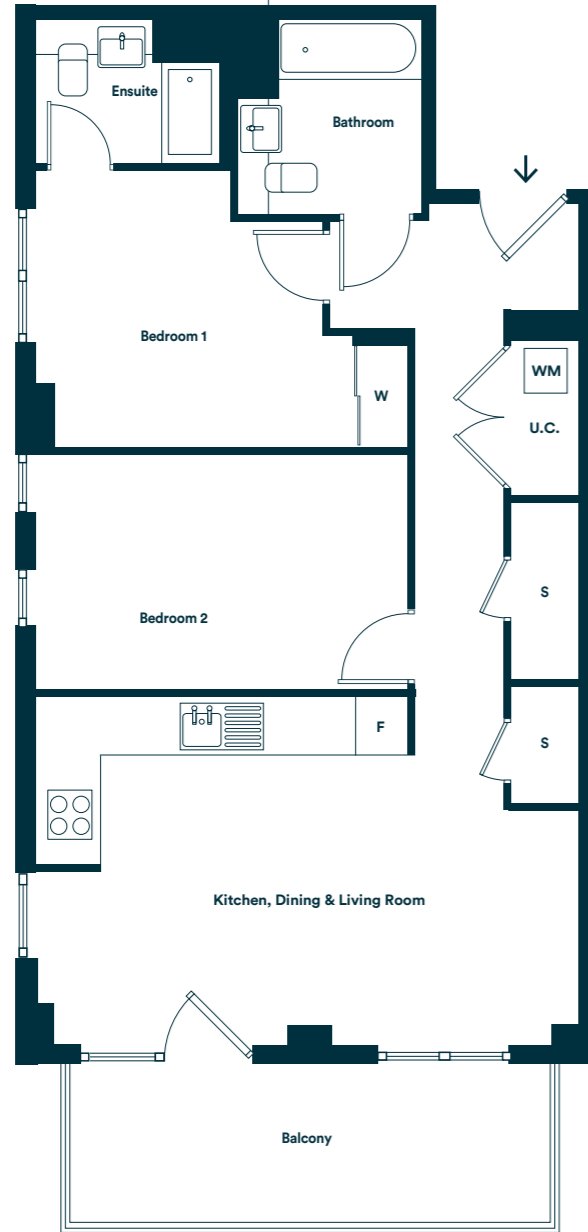 Ensuite
Bathroom
Bedroom 1
W
WM
U.C.
Bedroom 2
S
F
S
Kitchen, Dining & Living Room
Balcony